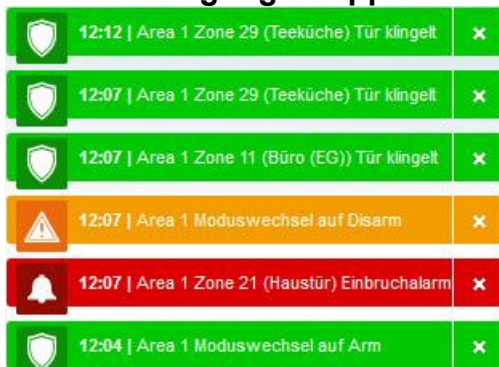 12:12 | Area 1 Zone 29 (Teeküche) Tür klingelt
12:07 | Area 1 Zone 29 (Teeküche) Tür klingelt
12:07 | Area 1 Zone 11 (Büro (EG)) Tür klingelt
12:07 | Area 1 Moduswechsel auf Disarm
12:07 | Area 1 Zone 21 (Haustür) Einbruchalarm
12:04 | Area 1 Moduswechsel auf Arm